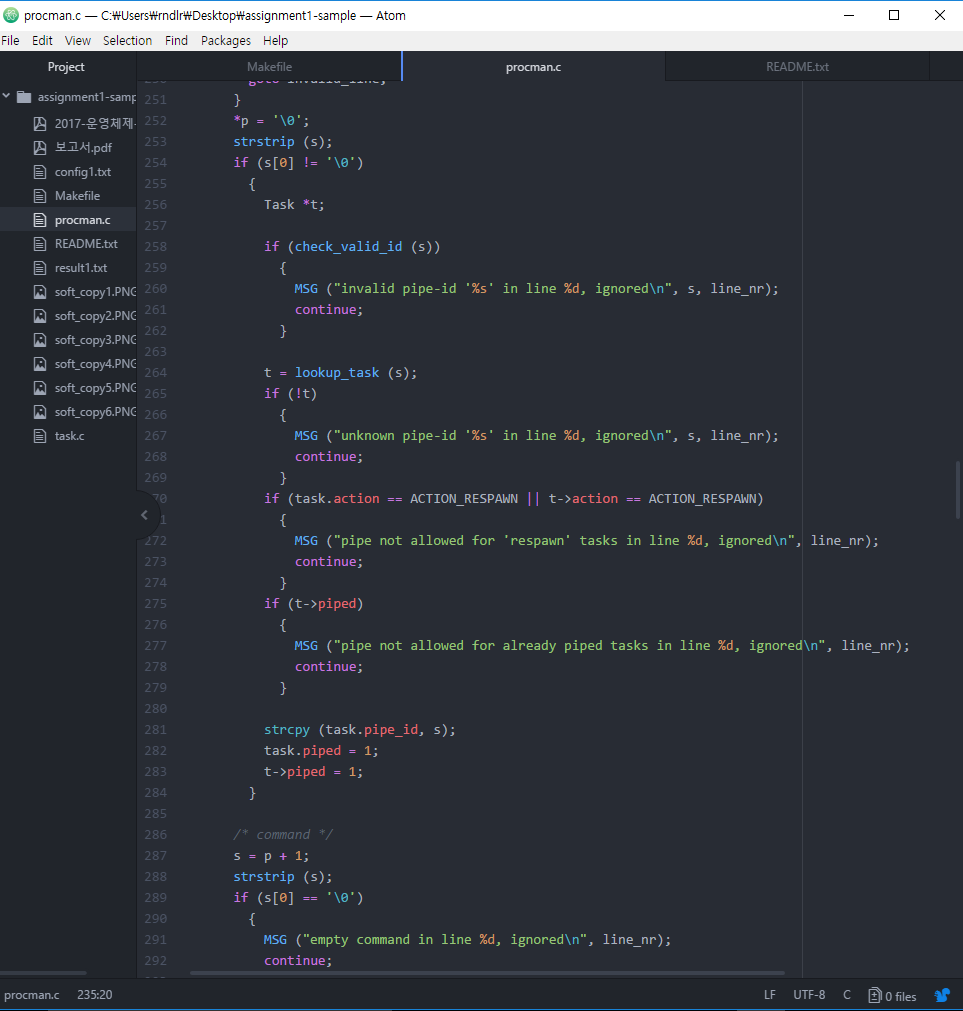 procman.c — C:₩Users₩rndlr₩Desktop₩assignment1-sample — Atom
File Edit View Selection Find Packages Help
Project
Makefile
procman.c
README.txt
assignment1-samp
2017-운영체제-
보고서.pdf
config1.txt
Makefile
procman.c
README.txt
result1.txt
soft_copy1.PNG
soft_copy2.PNG
soft_copy3.PNG
soft_copy4.PNG
soft_copy5.PNG
soft_copy6.PNG
task.c
250 goto invalid_line;
251 }
252 *p = '\0';
253 strstrip (s);
254 if (s[0] != '\0')
255 {
256 Task *t;
257
258 if (check_valid_id (s))
259 {
260 MSG ("invalid pipe-id '%s' in line %d, ignored\n", s, line_nr);
261 continue;
262 }
263
264 t = lookup_task (s);
265 if (!t)
266 {
267 MSG ("unknown pipe-id '%s' in line %d, ignored\n", s, line_nr);
268 continue;
269 }
70 if (task.action == ACTION_RESPAWN || t->action == ACTION_RESPAWN)
1 {
272 MSG ("pipe not allowed for 'respawn' tasks in line %d, ignored\n", line_nr);
273 continue;
274 }
275 if (t->piped)
276 {
277 MSG ("pipe not allowed for already piped tasks in line %d, ignored\n", line_nr);
278 continue;
279 }
280
281 strcpy (task.pipe_id, s);
282 task.piped = 1;
283 t->piped = 1;
284 }
285
286 /* command */
287 s = p + 1;
288 strstrip (s);
289 if (s[0] == '\0')
290 {
291 MSG ("empty command in line %d, ignored\n", line_nr);
292 continue;
procman.c 235:20 LF UTF-8 C 0 files